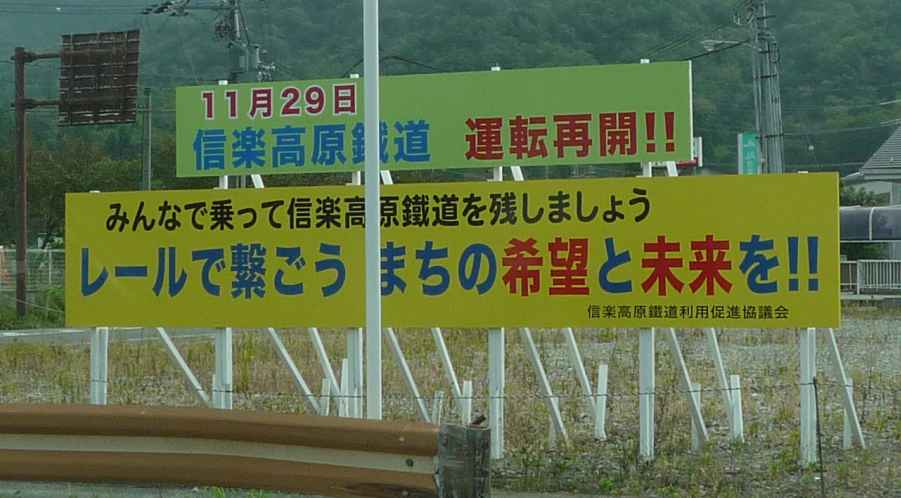 11月29日
信楽高原鐵道 運転再開!!
みんなで乗って信楽高原鐵道を残しましょう
レールで繋ごう まちの希望と未来を!!
信楽高原鐵道利用促進協議会